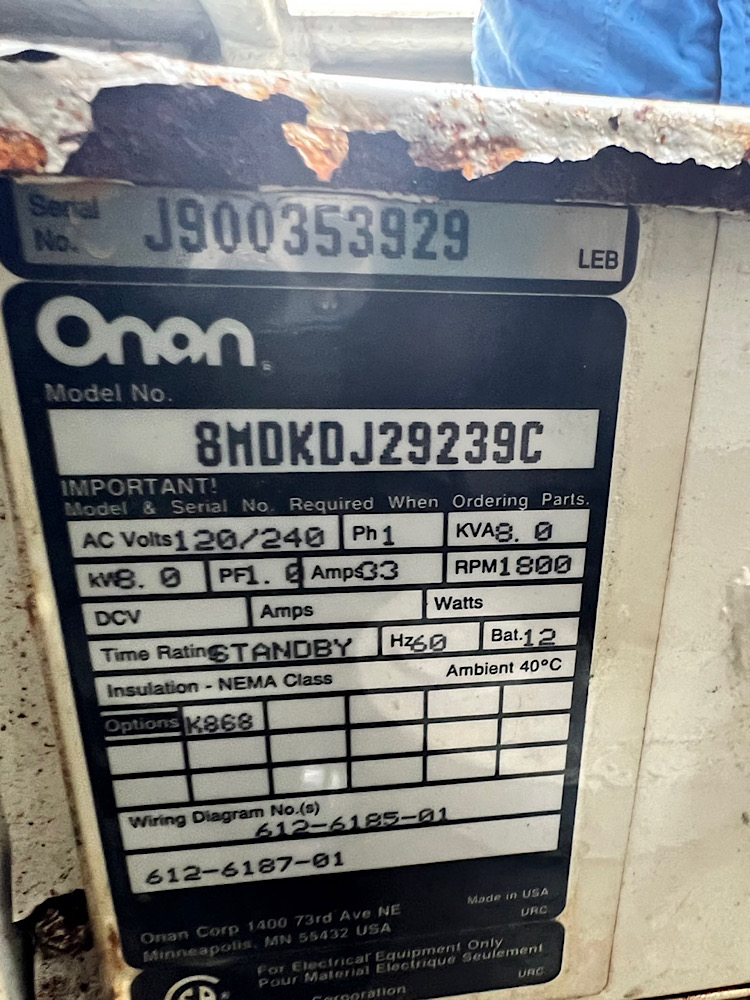 Serial No. J900353929 LEB
Onan®
Model No.
8MDKDJ29239C
IMPORTANT!
Model & Serial No. Required When Ordering Parts.
AC Volts 120/240 Ph 1 KVA 8. 0
kW 8. 0 PF 1. 0 Amps 33 RPM 1800
DCV Amps Watts
Time Rating STANDBY Hz 60 Bat. 12
Insulation - NEMA Class Ambient 40°C
Options K868
Wiring Diagram No.(s)
612-6185-01
612-6187-01
Made in USA
URC
Onan Corp 1400 73rd Ave NE
Minneapolis, MN 55432 USA
For Electrical Equipment Only
Pour Material Electrique Seulement
URC
Corporation